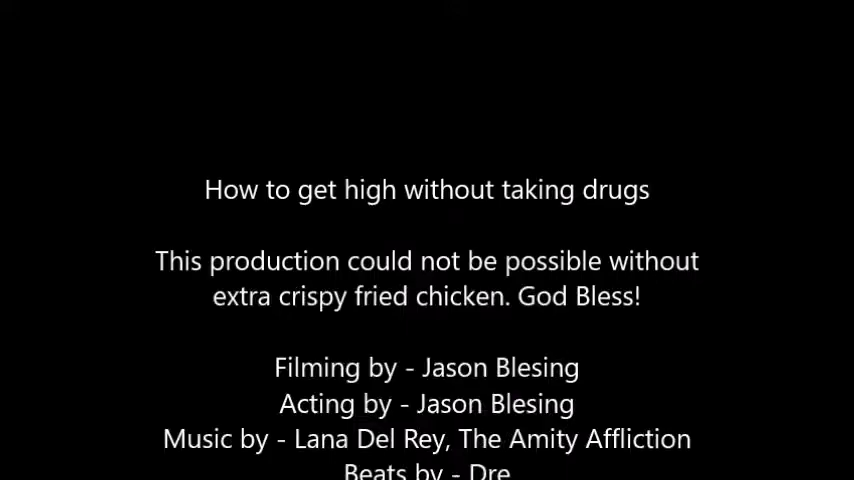 How to get high without taking drugs
This production could not be possible without
extra crispy fried chicken. God Bless!
Filming by - Jason Blesing
Acting by - Jason Blesing
Music by - Lana Del Rey, The Amity Affliction
Beats by - Dre